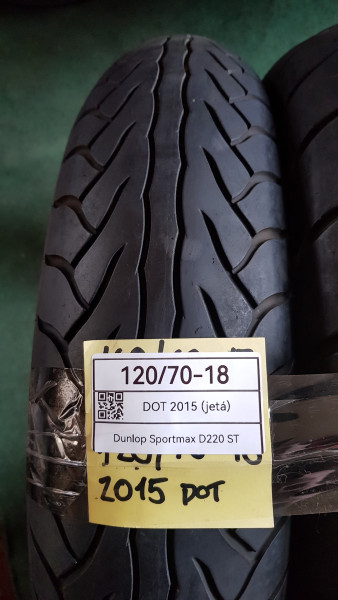 120/70-18
DOT 2015 (jetá)
Dunlop Sportmax D220 ST
2015 DOT